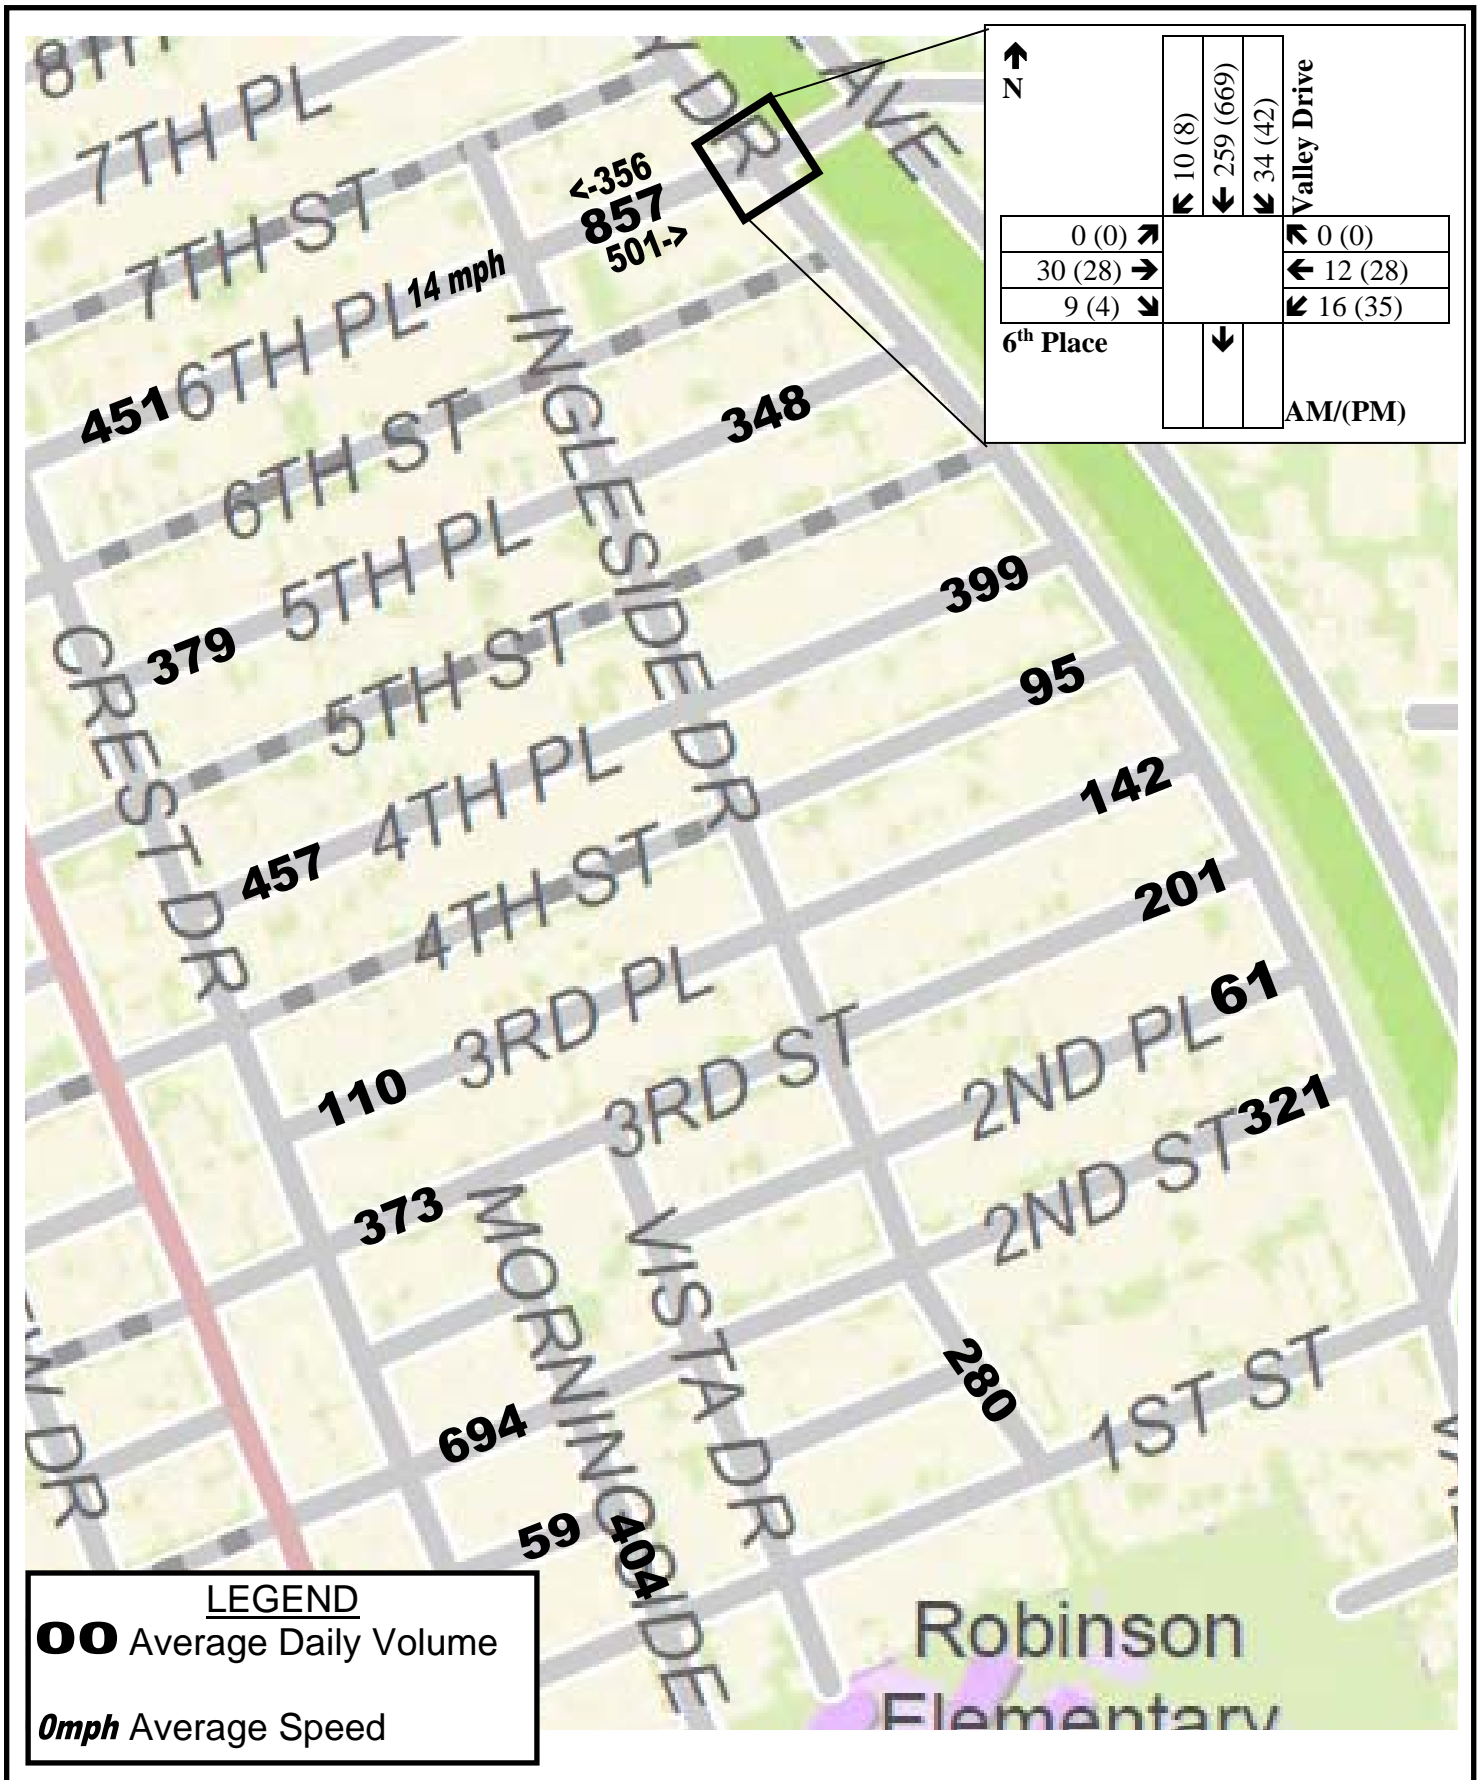 8TH
7TH PL
Y DR
AVE
7TH ST
<-356
857
501->
14 mph
6TH PL
451
INGLESIDE DR
348
6TH ST
5TH PL
379
399
5TH ST
CREST DR
95
4TH PL
457
142
4TH ST
201
3RD PL
110
61
2ND PL
3RD ST
373
321
2ND ST
MORNINGSIDE
VISTA DR
280
1ST ST
694
59
404
W DR
Robinson
Elementary
N
10 (8)
259 (669)
34 (42)
Valley Drive
0 (0)
30 (28)
9 (4)
0 (0)
12 (28)
16 (35)
6th Place
AM/(PM)
LEGEND
00 Average Daily Volume
0mph Average Speed